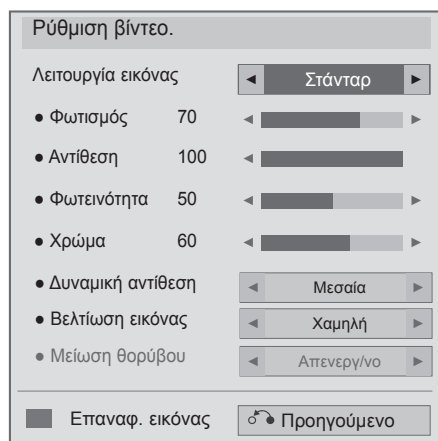 Ρύθμιση βίντεο.
Λειτουργία εικόνας ◄ Στάνταρ ►
● Φωτισμός 70 ◄ ►
● Αντίθεση 100 ◄
● Φωτεινότητα 50 ◄ ►
● Χρώμα 60 ◄ ►
● Δυναμική αντίθεση ◄ Μεσαία ►
● Βελτίωση εικόνας ◄ Χαμηλή ►
● Μείωση θορύβου ◄ Απενεργ/νο ►
Επαναφ. εικόνας Προηγούμενο